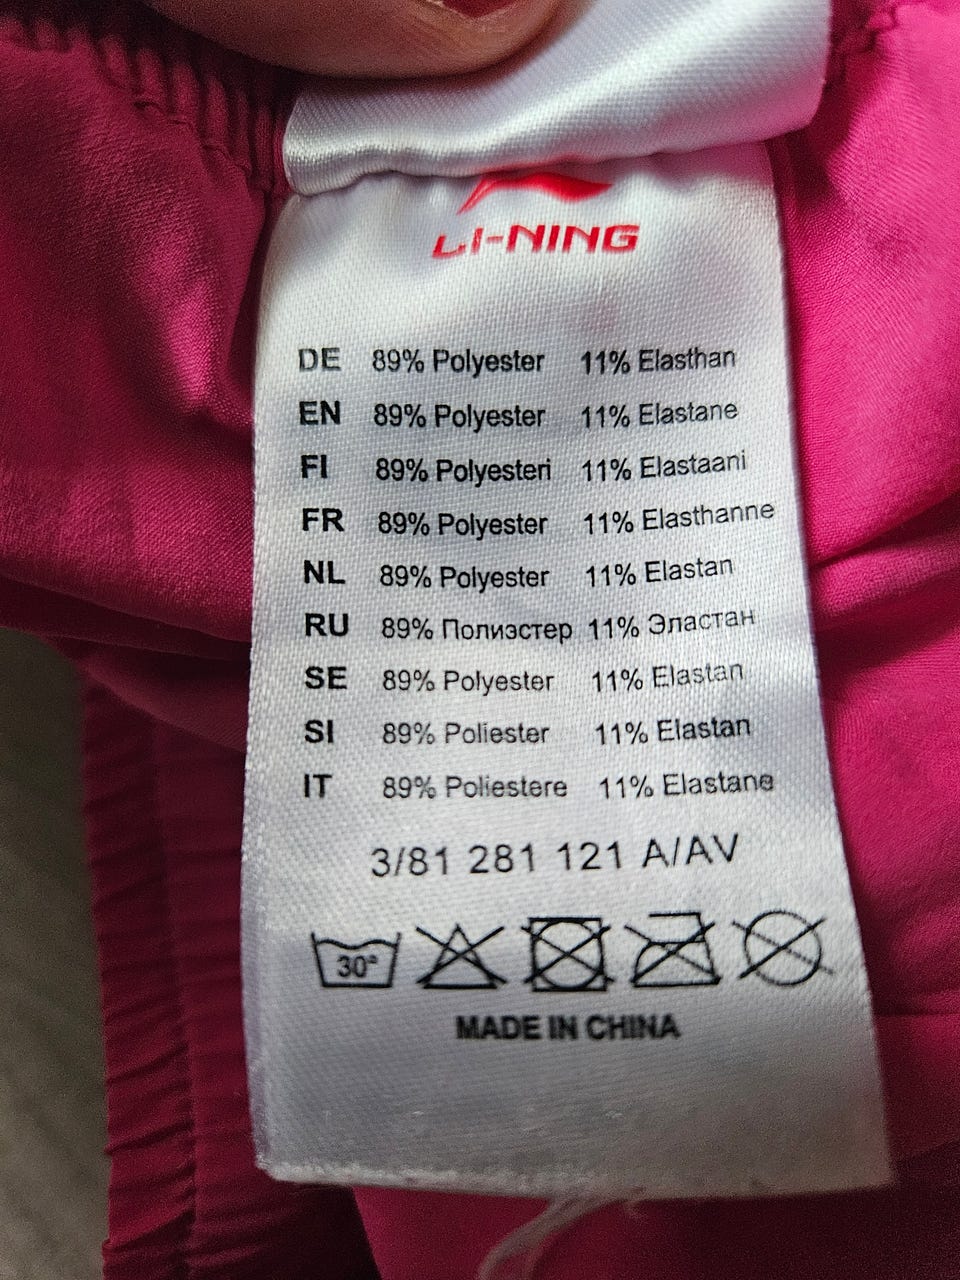 LI-NING
DE 89% Polyester 11% Elasthan
EN 89% Polyester 11% Elastane
FI 89% Polyesteri 11% Elastaani
FR 89% Polyester 11% Elasthanne
NL 89% Polyester 11% Elastan
RU 89% Полиэстер 11% Эластан
SE 89% Polyester 11% Elastan
SI 89% Poliester 11% Elastan
IT 89% Poliestere 11% Elastane
3/81 281 121 A/AV
30°
MADE IN CHINA